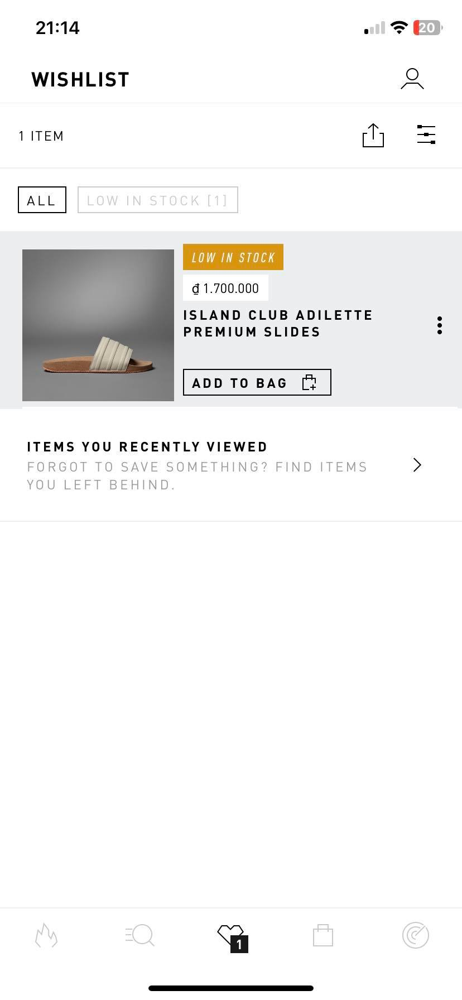 21:14
20
WISHLIST
1 ITEM
ALL
LOW IN STOCK [1]
LOW IN STOCK
₫ 1.700.000
ISLAND CLUB ADILETTE
PREMIUM SLIDES
ADD TO BAG
ITEMS YOU RECENTLY VIEWED
FORGOT TO SAVE SOMETHING? FIND ITEMS
YOU LEFT BEHIND.
1